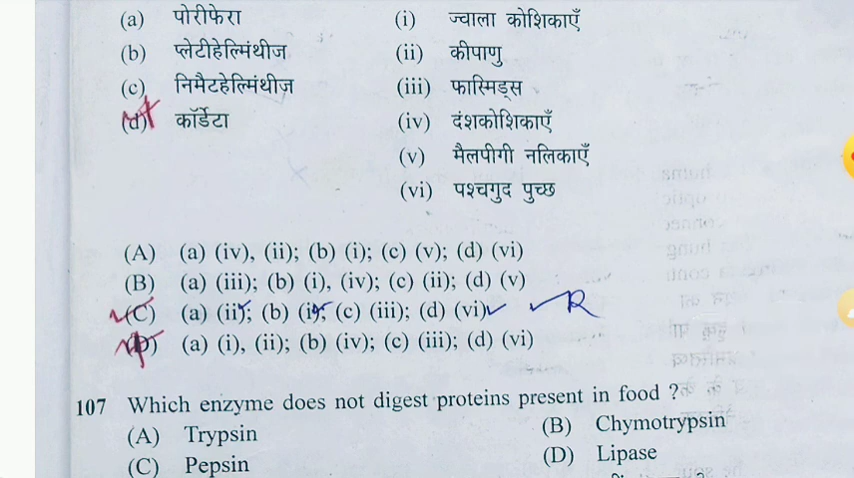 (a) पोरीफेरा (i) ज्वाला कोशिकाएँ
(b) प्लेटीहेल्मिंथीज (ii) कीपाणु
(c) निमैटहेल्मिंथीज (iii) फास्मिड्स
(d) कॉर्डेटा (iv) दंशकोशिकाएँ
(v) मैलपीगी नलिकाएँ
(vi) पश्चगुद पुच्छ
(A) (a) (iv), (ii); (b) (i); (c) (v); (d) (vi)
(B) (a) (iii); (b) (i), (iv); (c) (ii); (d) (v)
(C) (a) (ii); (b) (i); (c) (iii); (d) (vi) R
(D) (a) (i), (ii); (b) (iv); (c) (iii); (d) (vi)
107 Which enzyme does not digest proteins present in food ?
(A) Trypsin (B) Chymotrypsin
(C) Pepsin (D) Lipase